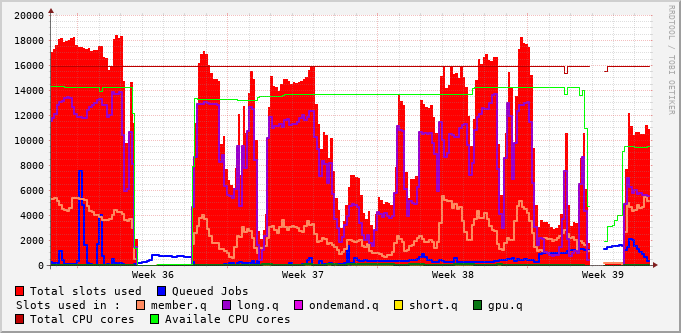 20000
18000
16000
14000
12000
10000
8000
6000
4000
2000
0
Week 36 Week 37 Week 38 Week 39
RRDTOOL / TOBI OETIKER
Total slots used Queued Jobs
Slots used in : member.q long.q ondemand.q short.q gpu.q
Total CPU cores Availale CPU cores